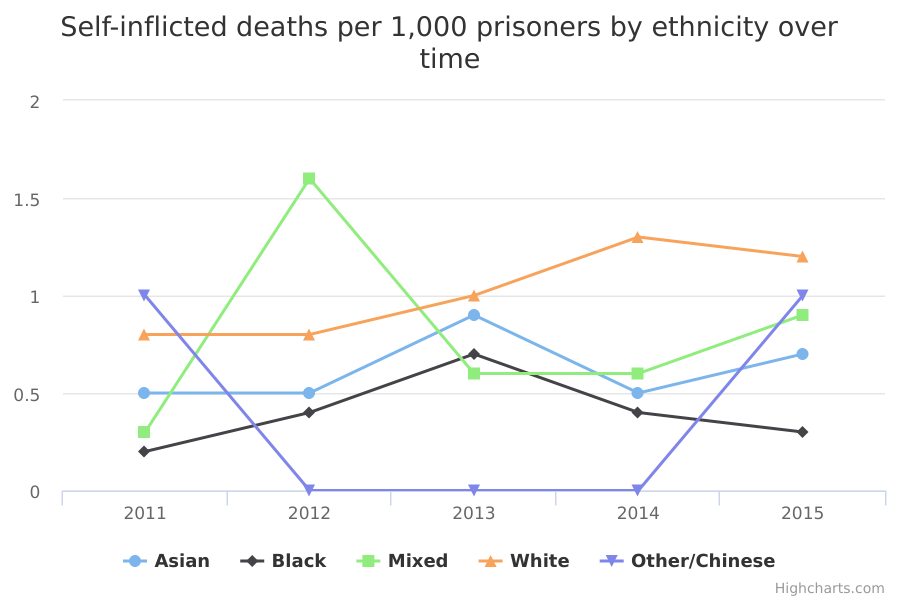 Self-inflicted deaths per 1,000 prisoners by ethnicity over
time
2
1.5
1
0.5
0
2011 2012 2013 2014 2015
Asian Black Mixed White Other/Chinese
Highcharts.com